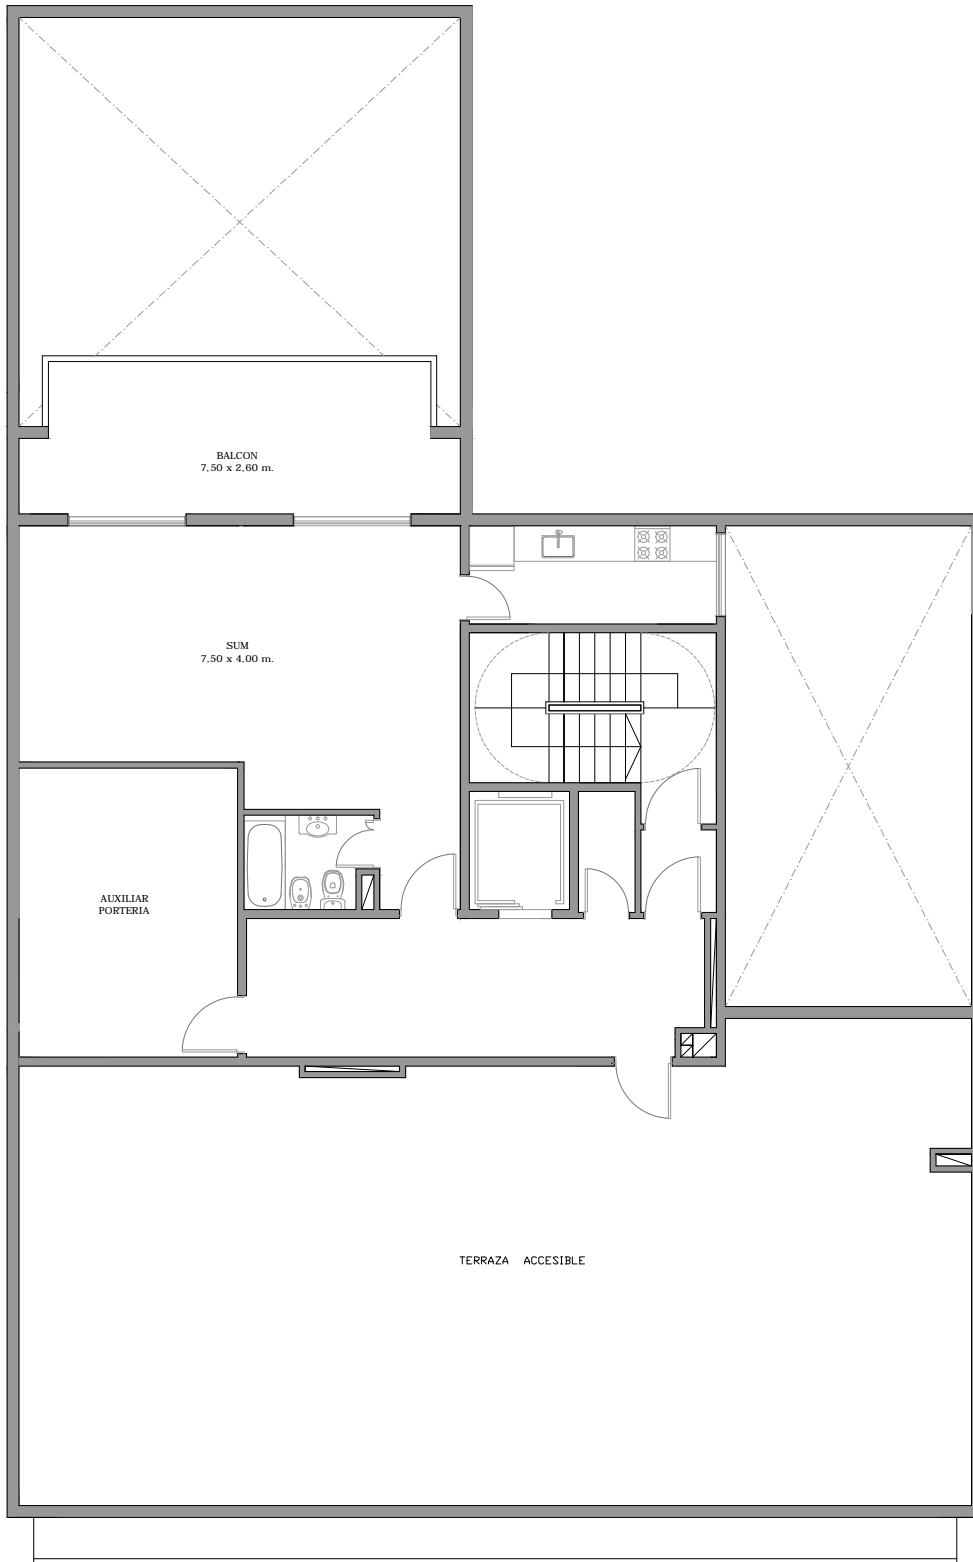 BALCON
7,50 x 2,60 m.
SUM
7,50 x 4,00 m.
AUXILIAR
PORTERIA
TERRAZA ACCESIBLE